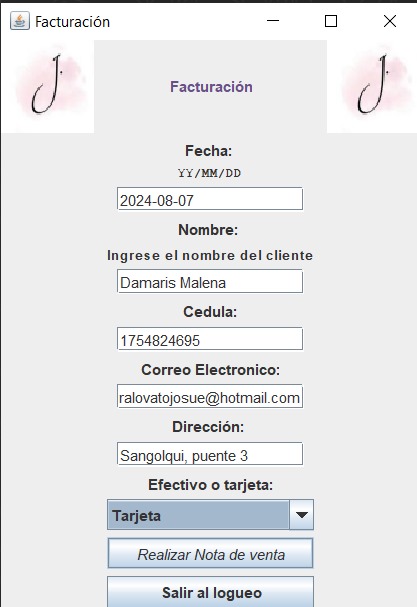 Facturación
J.
J.
Facturación
Fecha:
YY/MM/DD
2024-08-07
Nombre:
Ingrese el nombre del cliente
Damaris Malena
Cedula:
1754824695
Correo Electronico:
ralovatojosue@hotmail.com
Dirección:
Sangolqui, puente 3
Efectivo o tarjeta:
Tarjeta
Realizar Nota de venta
Salir al logueo